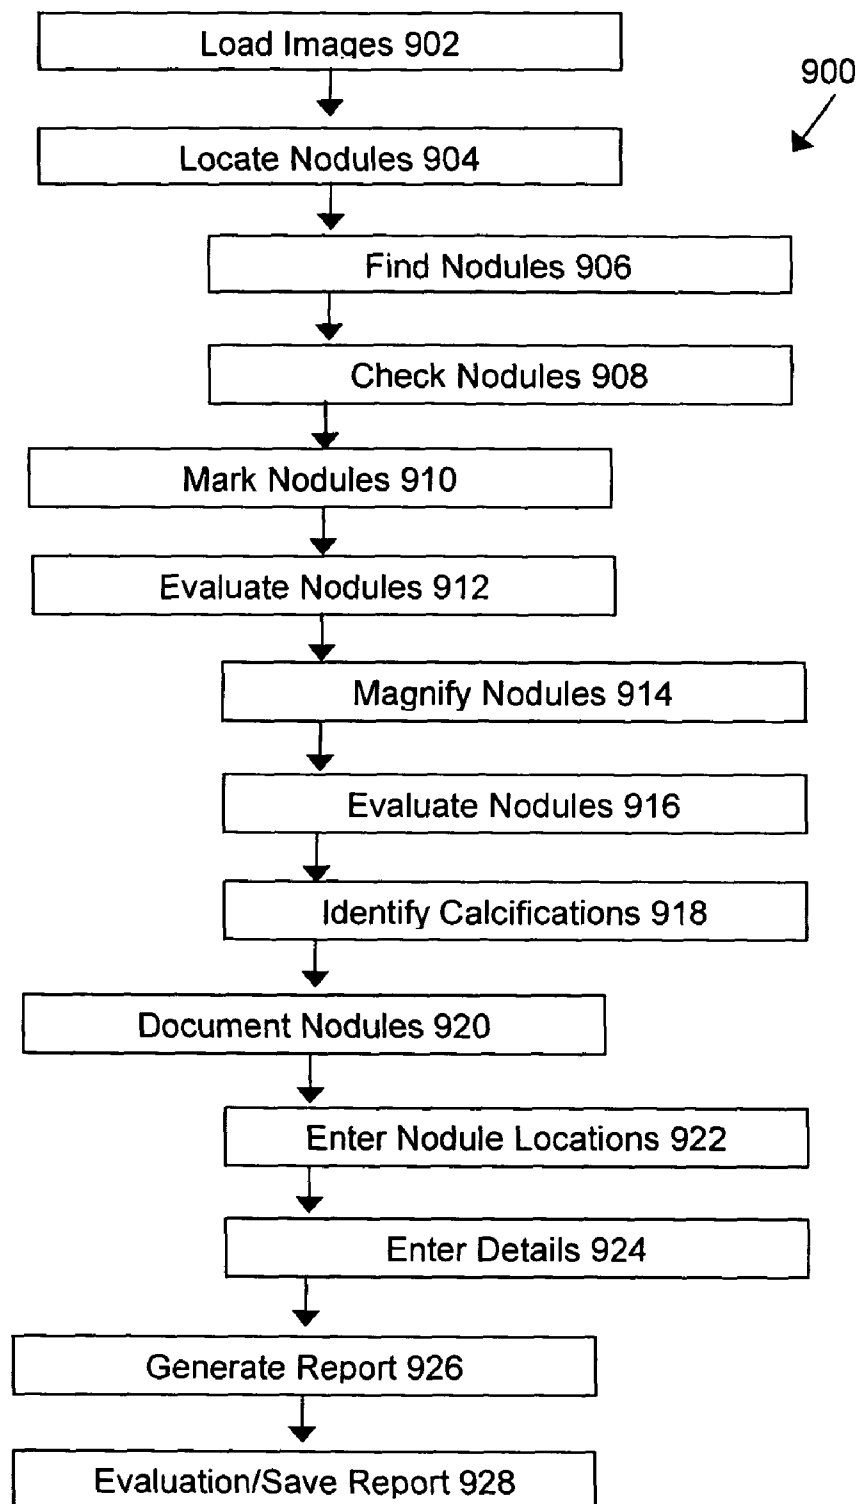 Load Images 902
900
Locate Nodules 904
Find Nodules 906
Check Nodules 908
Mark Nodules 910
Evaluate Nodules 912
Magnify Nodules 914
Evaluate Nodules 916
Identify Calcifications 918
Document Nodules 920
Enter Nodule Locations 922
Enter Details 924
Generate Report 926
Evaluation/Save Report 928